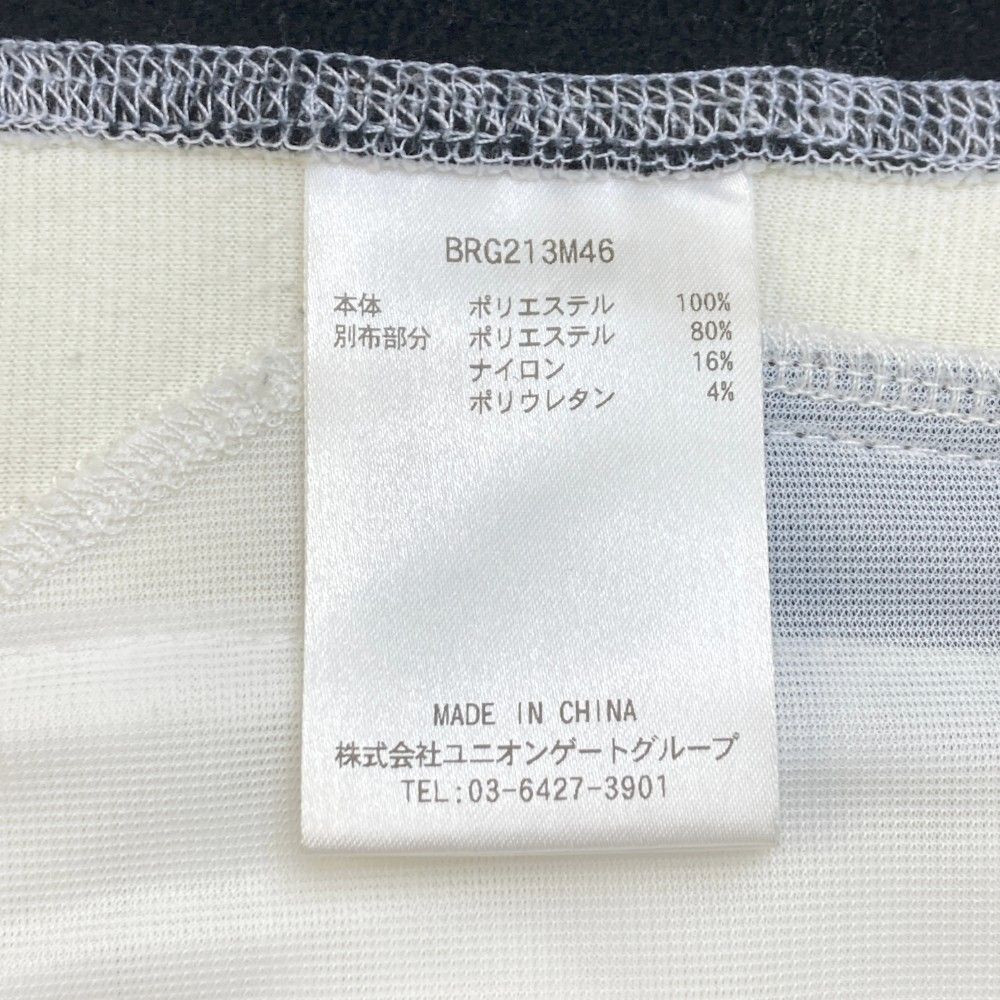 BRG213M46
本体 ポリエステル 100%
別布部分 ポリエステル 80%
ナイロン 16%
ポリウレタン 4%
MADE IN CHINA
株式会社ユニオンゲートグループ
TEL:03-6427-3901